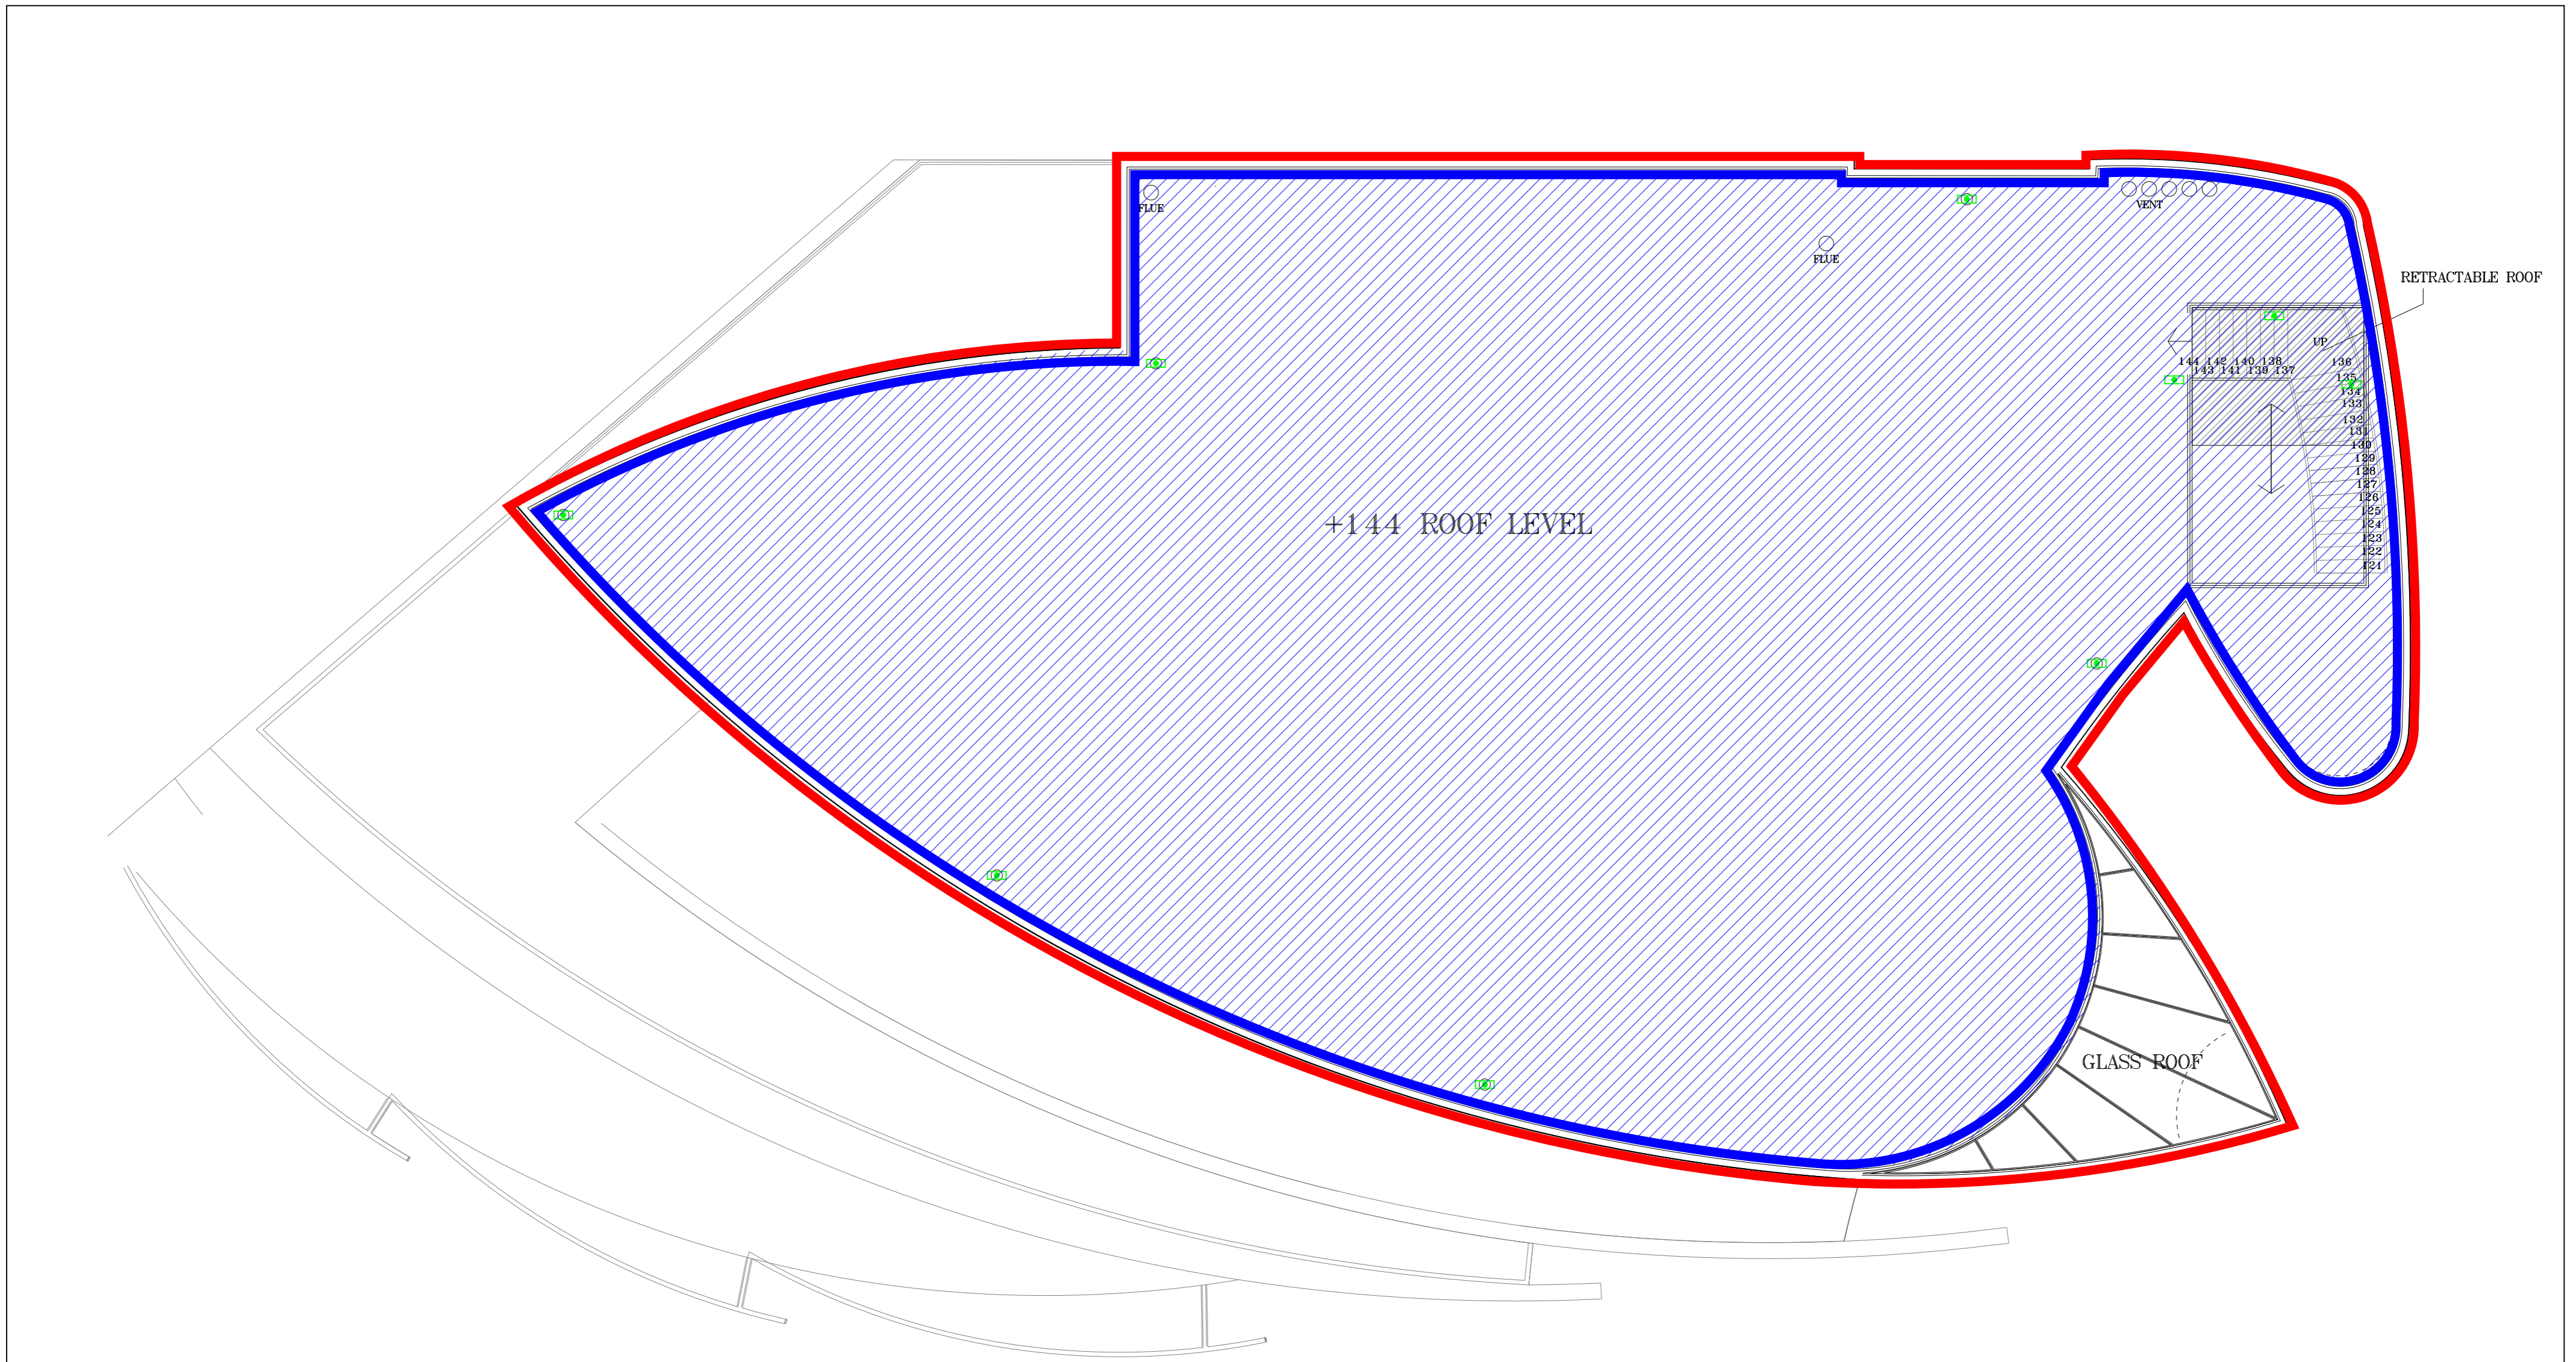 FLUE
VENT
FLUE
RETRACTABLE ROOF
UP
144 142 140 138
143 141 139 137
136
135
134
133
132
131
130
129
128
127
126
125
124
123
122
121
+144 ROOF LEVEL
GLASS ROOF